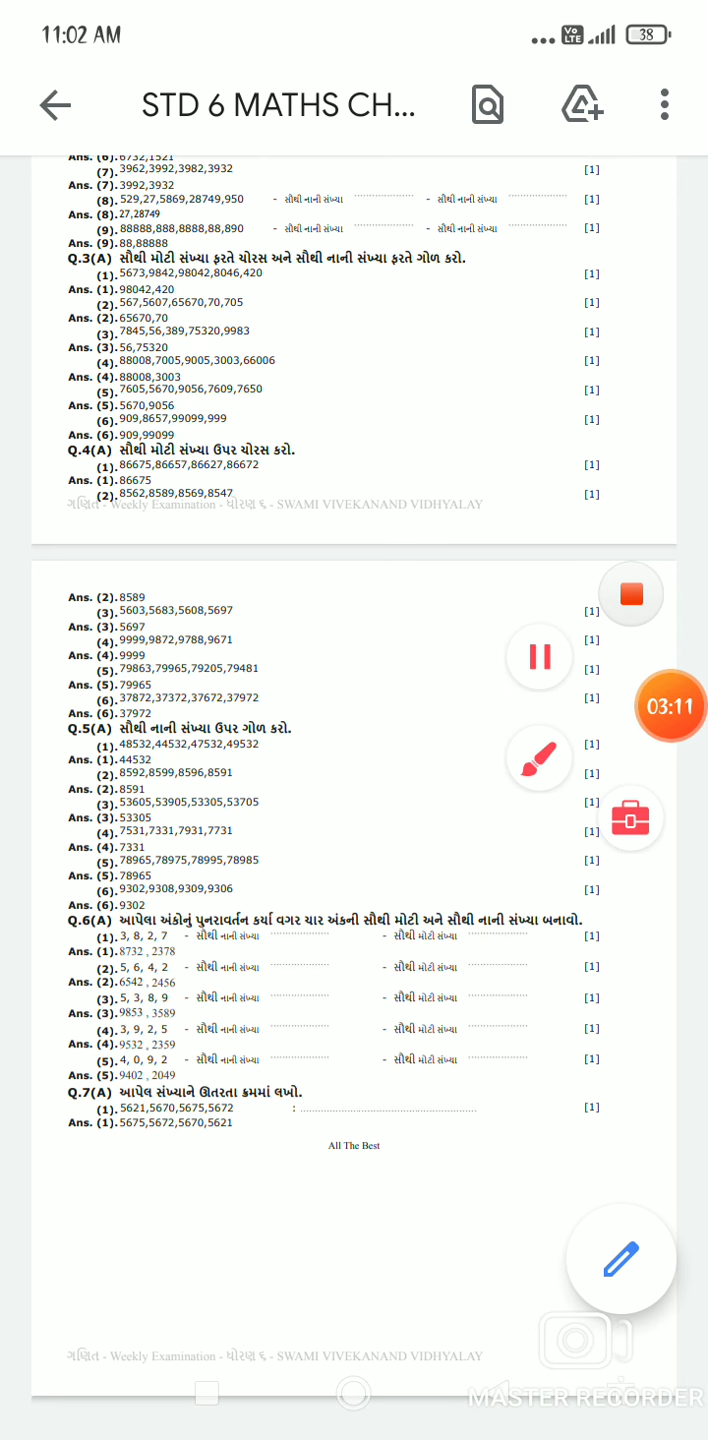 11:02 AM
Vo LTE
38
STD 6 MATHS CH...
Ans. (6). 6732,1521
(7). 3962,3992,3982,3932 [1]
Ans. (7). 3992,3932
(8). 529,27,5869,28749,950 - સૌથી નાની સંખ્યા .................. - સૌથી નાની સંખ્યા .................. [1]
Ans. (8). 27,28749
(9). 88888,888,8888,88,890 - સૌથી નાની સંખ્યા .................. - સૌથી નાની સંખ્યા .................. [1]
Ans. (9). 88,88888
Q.3(A) સૌથી મોટી સંખ્યા ફરતે ચોરસ અને સૌથી નાની સંખ્યા ફરતે ગોળ કરો.
(1). 5673,9842,98042,8046,420 [1]
Ans. (1). 98042,420
(2). 567,5607,65670,70,705 [1]
Ans. (2). 65670,70
(3). 7845,56,389,75320,9983 [1]
Ans. (3). 56,75320
(4). 88008,7005,9005,3003,66006 [1]
Ans. (4). 88008,3003
(5). 7605,5670,9056,7609,7650 [1]
Ans. (5). 5670,9056
(6). 909,8657,99099,999 [1]
Ans. (6). 909,99099
Q.4(A) સૌથી મોટી સંખ્યા ઉપર ચોરસ કરો.
(1). 86675,86657,86627,86672 [1]
Ans. (1). 86675
(2). 8562,8589,8569,8547 [1]
ગણિત - Weekly Examination - ધોરણ ૬ - SWAMI VIVEKANAND VIDHYALAY
Ans. (2). 8589
(3). 5603,5683,5608,5697 [1]
Ans. (3). 5697
(4). 9999,9872,9788,9671 [1]
Ans. (4). 9999
(5). 79863,79965,79205,79481 [1]
Ans. (5). 79965
(6). 37872,37372,37672,37972 [1]
03:11
Ans. (6). 37972
Q.5(A) સૌથી નાની સંખ્યા ઉપર ગોળ કરો.
(1). 48532,44532,47532,49532 [1]
Ans. (1). 44532
(2). 8592,8599,8596,8591 [1]
Ans. (2). 8591
(3). 53605,53905,53305,53705 [1]
Ans. (3). 53305
(4). 7531,7331,7931,7731 [1]
Ans. (4). 7331
(5). 78965,78975,78995,78985 [1]
Ans. (5). 78965
(6). 9302,9308,9309,9306 [1]
Ans. (6). 9302
Q.6(A) આપેલા અંકોનું પુનરાવર્તન કર્યા વગર ચાર અંકની સૌથી મોટી અને સૌથી નાની સંખ્યા બનાવો.
(1). 3, 8, 2, 7 - સૌથી નાની સંખ્યા .................. - સૌથી મોટી સંખ્યા .................. [1]
Ans. (1). 8732 , 2378
(2). 5, 6, 4, 2 - સૌથી નાની સંખ્યા .................. - સૌથી મોટી સંખ્યા .................. [1]
Ans. (2). 6542 , 2456
(3). 5, 3, 8, 9 - સૌથી નાની સંખ્યા .................. - સૌથી મોટી સંખ્યા .................. [1]
Ans. (3). 9853 , 3589
(4). 3, 9, 2, 5 - સૌથી નાની સંખ્યા .................. - સૌથી મોટી સંખ્યા .................. [1]
Ans. (4). 9532 , 2359
(5). 4, 0, 9, 2 - સૌથી નાની સંખ્યા .................. - સૌથી મોટી સંખ્યા .................. [1]
Ans. (5). 9402 , 2049
Q.7(A) આપેલ સંખ્યાને ઊતરતા ક્રમમાં લખો.
(1). 5621,5670,5675,5672 : ........................................................ [1]
Ans. (1). 5675,5672,5670,5621
All The Best
ગણિત - Weekly Examination - ધોરણ ૬ - SWAMI VIVEKANAND VIDHYALAY
MASTER RECORDER